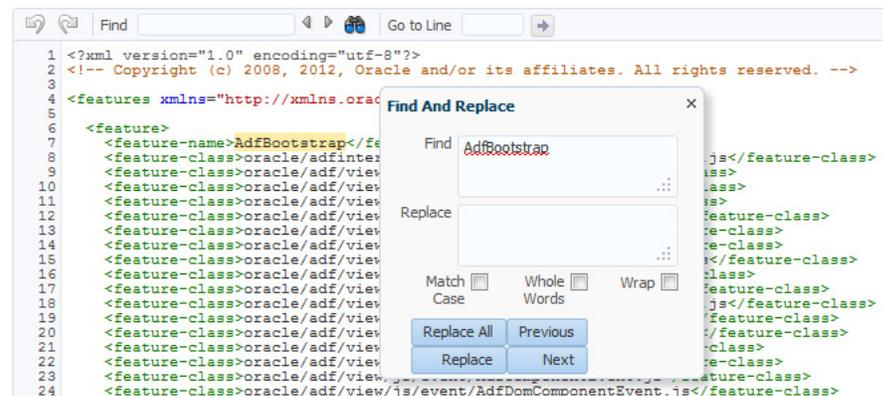 Find
Go to Line
1 <?xml version="1.0" encoding="utf-8"?>
2 <!-- Copyright (c) 2008, 2012, Oracle and/or its affiliates. All rights reserved. -->
3
4 <features xmlns="http://xmlns.orac
5
6 <feature>
7 <feature-name>AdfBootstrap</fe
8 <feature-class>oracle/adfinter js</feature-class>
9 <feature-class>oracle/adf/view ass>
10 <feature-class>oracle/adf/view lass>
11 <feature-class>oracle/adf/view ss>
12 <feature-class>oracle/adf/view feature-class>
13 <feature-class>oracle/adf/view re-class>
14 <feature-class>oracle/adf/view re-class>
15 <feature-class>oracle/adf/view s</feature-class>
16 <feature-class>oracle/adf/view class>
17 <feature-class>oracle/adf/view eature-class>
18 <feature-class>oracle/adf/view js</feature-class>
19 <feature-class>oracle/adf/view /feature-class>
20 <feature-class>oracle/adf/view </feature-class>
21 <feature-class>oracle/adf/view -class>
22 <feature-class>oracle/adf/view re-class>
23 <feature-class>oracle/adf/view/ ature-class>
24 <feature-class>oracle/adf/view/js/event/AdfDomComponentEvent.js</feature-class>
Find And Replace
Find
AdfBootstrap
Replace
Match Case
Whole Words
Wrap
Replace All
Previous
Replace
Next